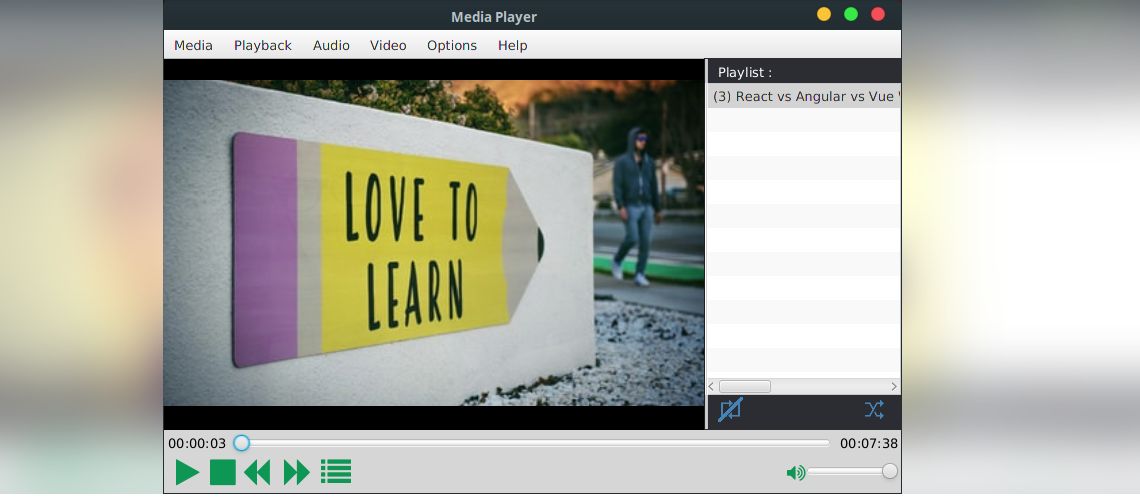 Media Player
Media Playback Audio Video Options Help
Playlist :
(3) React vs Angular vs Vue
LOVE TO
LEARN
00:00:03 00:07:38